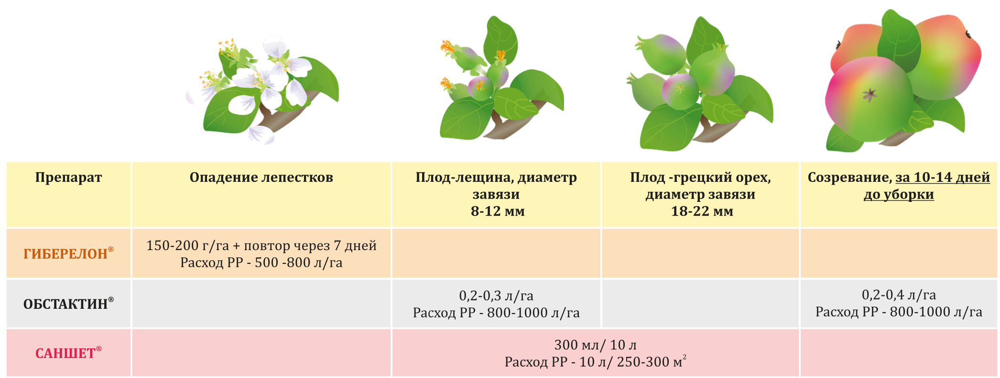 Препарат
Опадение лепестков
Плод-лещина, диаметр
завязи
8-12 мм
Плод -грецкий орех,
диаметр завязи
18-22 мм
Созревание, за 10-14 дней
до уборки
ГИБЕРЕЛОН®
150-200 г/га + повтор через 7 дней
Расход РР - 500 -800 л/га
ОБСТАКТИН®
0,2-0,3 л/га
Расход РР - 800-1000 л/га
0,2-0,4 л/га
Расход РР - 800-1000 л/га
САНШЕТ®
300 мл/ 10 л
Расход РР - 10 л/ 250-300 м²